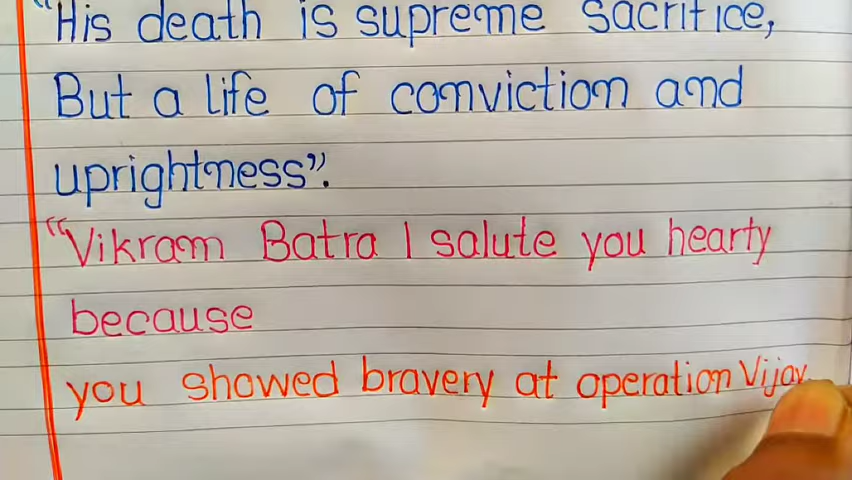 "His death is supreme sacrifice,
But a life of conviction and
uprightness".
"Vikram Batra I salute you hearty
because
you showed bravery at operation Vijay